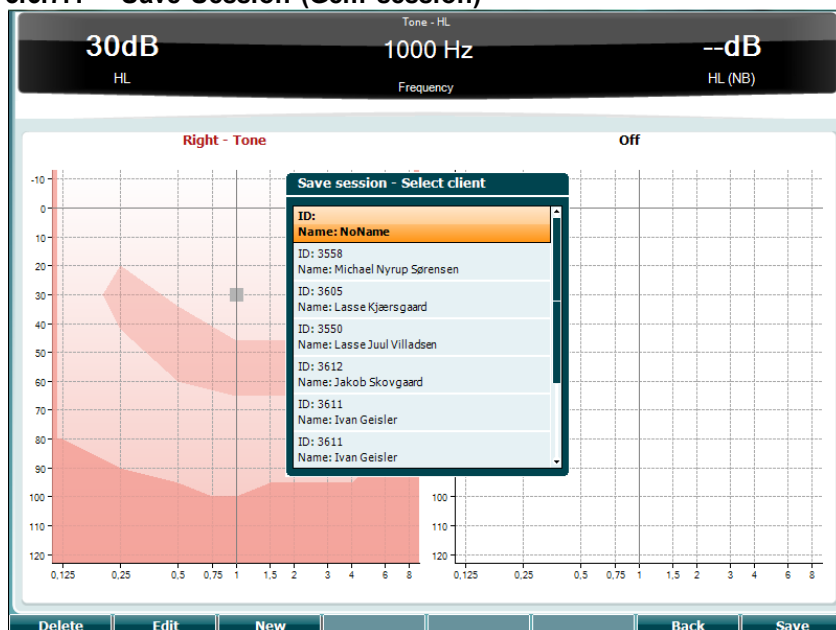 Tone - HL
30dB
1000 Hz
--dB
HL
Frequency
HL (NB)
Right - Tone
Off
Save session - Select client
ID:
Name: NoName
ID: 3558
Name: Michael Nyrup Sørensen
ID: 3605
Name: Lasse Kjærsgaard
ID: 3550
Name: Lasse Juul Villadsen
ID: 3612
Name: Jakob Skovgaard
ID: 3611
Name: Ivan Geisler
ID: 3611
Name: Ivan Geisler
-10
0
10
20
30
40
50
60
70
80
90
100
110
120
100
110
120
0,125 0,25 0,5 0,75 1 1,5 2 3 4 6 8
0,125 0,25 0,5 0,75 1 1,5 2 3 4 6 8
Delete Edit New Back Save